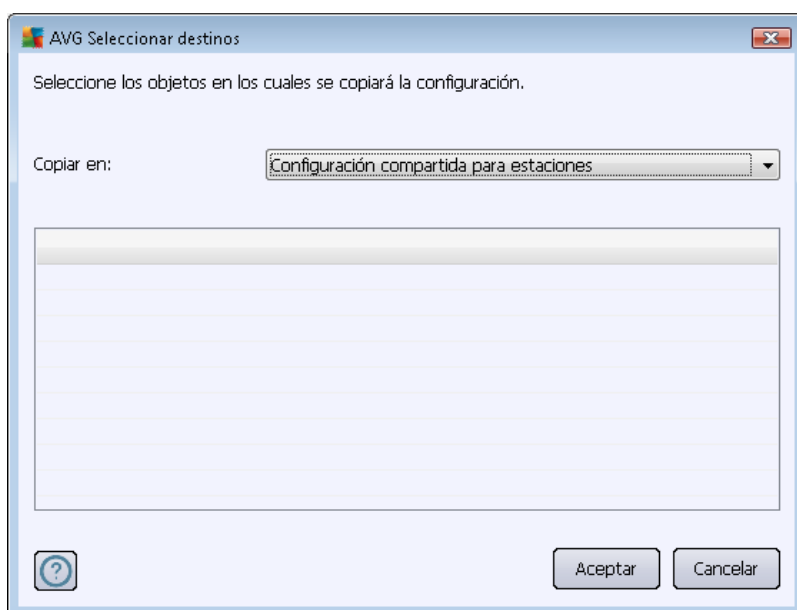 AVG Seleccionar destinos
Seleccione los objetos en los cuales se copiará la configuración.
Copiar en:
Configuración compartida para estaciones
?
Aceptar
Cancelar